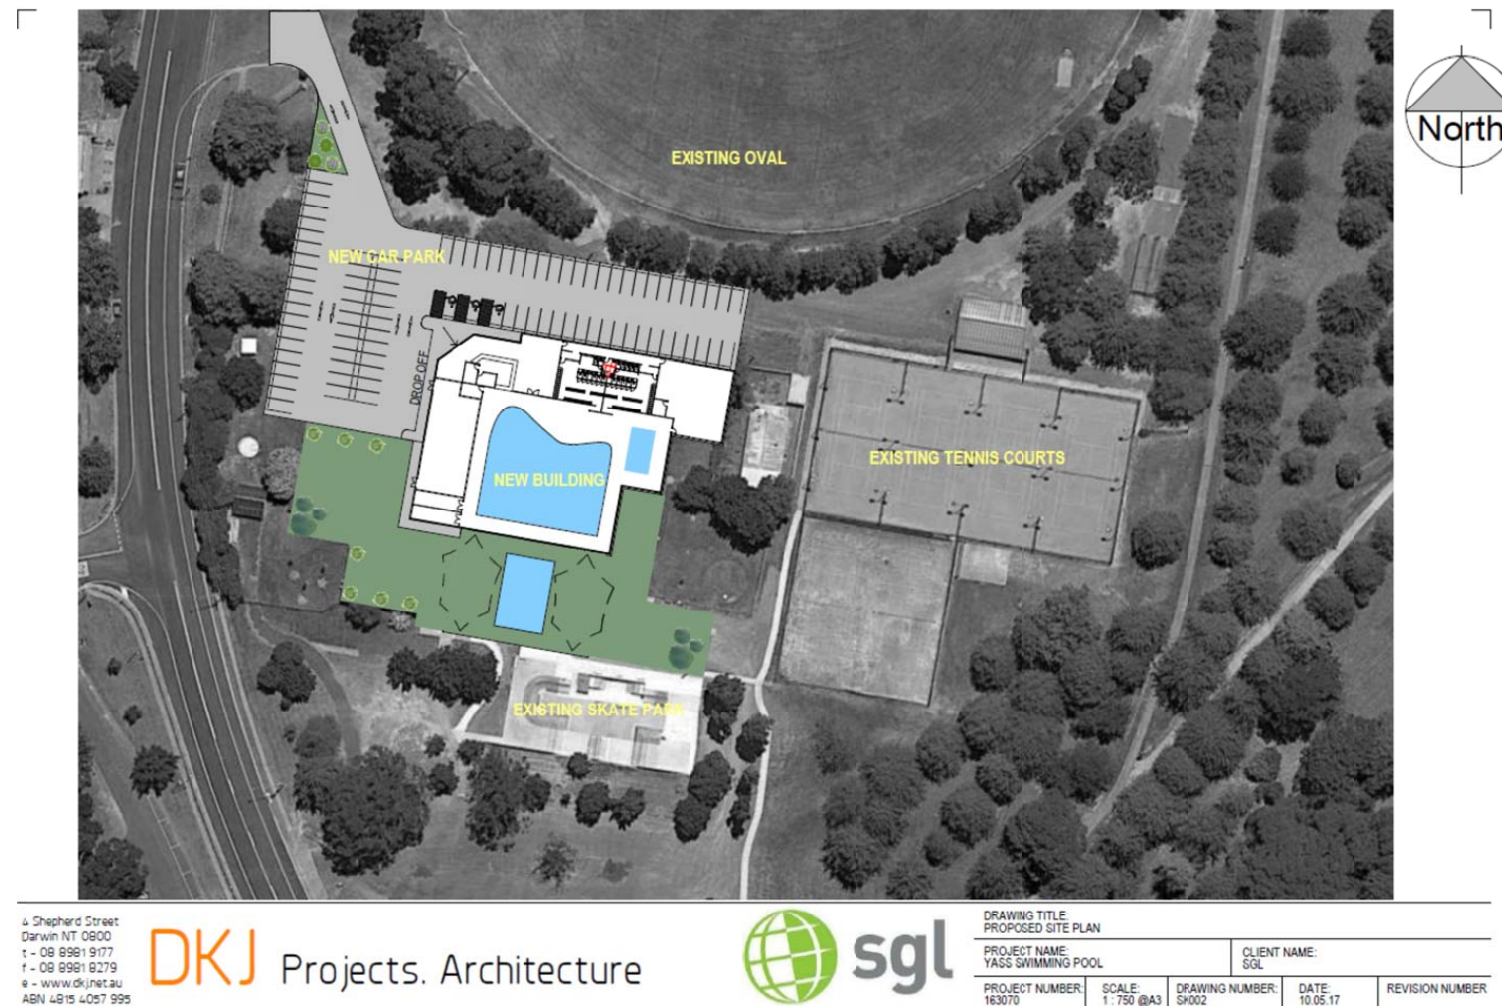 North
EXISTING OVAL
NEW CAR PARK
DROP OFF
EXISTING TENNIS COURTS
NEW BUILDING
EXISTING SKATE PARK
4 Shepherd Street
Darwin NT 0800
t - 08 8981 9177
f - 08 8981 8279
e - www.dkj.net.au
ABN 4815 4057 995
DKJ Projects. Architecture
sgl
DRAWING TITLE:
PROPOSED SITE PLAN
PROJECT NAME:
YASS SWIMMING POOL
CLIENT NAME:
SGL
PROJECT NUMBER:
163070
SCALE:
1 : 750 @A3
DRAWING NUMBER:
SK002
DATE:
10.05.17
REVISION NUMBER